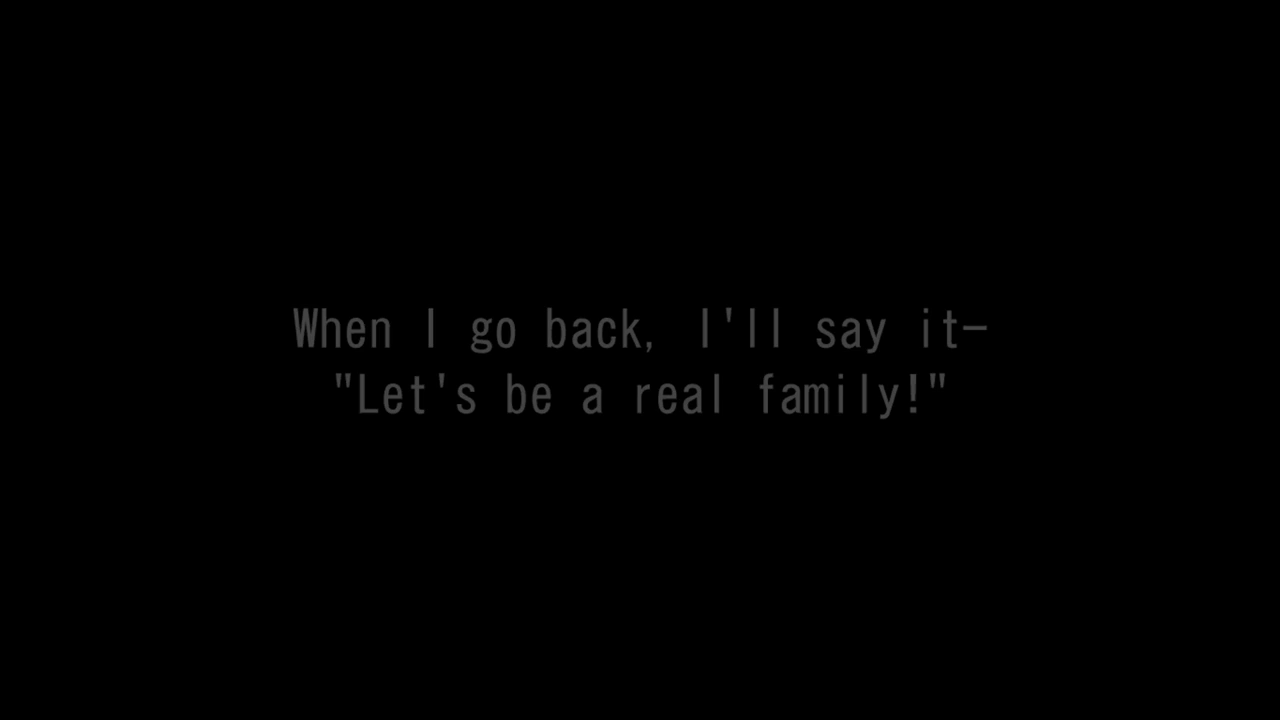 When I go back, I'll say it—
"Let's be a real family!"